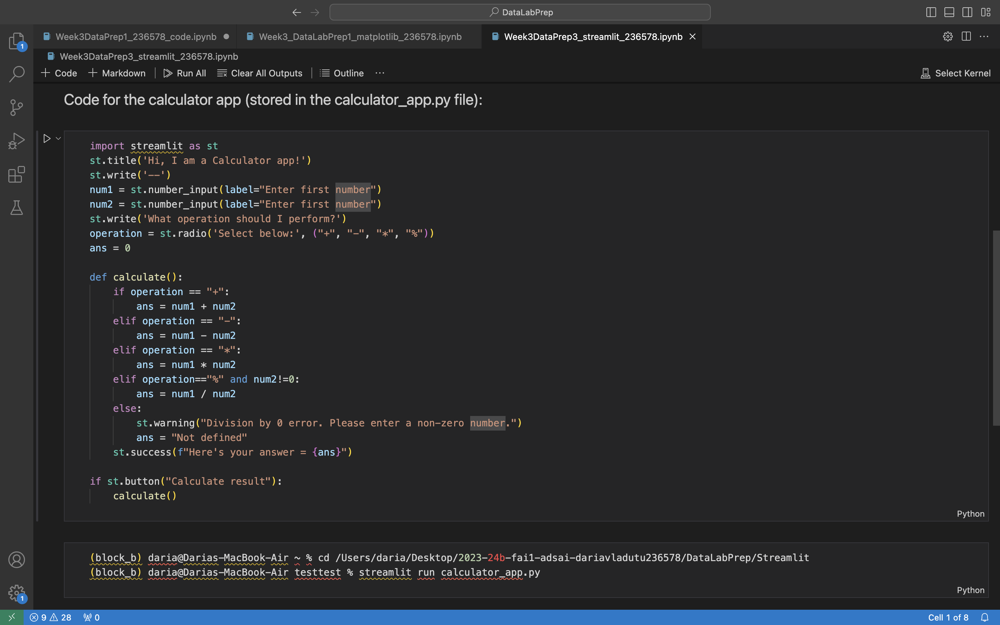 DataLabPrep
Week3DataPrep1_236578_code.ipynb
Week3_DataLabPrep1_matplotlib_236578.ipynb
Week3DataPrep3_streamlit_236578.ipynb
1
Week3DataPrep3_streamlit_236578.ipynb
Code
Markdown
Run All
Clear All Outputs
Outline
...
Select Kernel
Code for the calculator app (stored in the calculator_app.py file):
import streamlit as st
st.title('Hi, I am a Calculator app!')
st.write('--')
num1 = st.number_input(label="Enter first number")
num2 = st.number_input(label="Enter first number")
st.write('What operation should I perform?')
operation = st.radio('Select below:', ("+", "-", "*", "%"))
ans = 0
def calculate():
    if operation == "+":
        ans = num1 + num2
    elif operation == "-":
        ans = num1 - num2
    elif operation == "*":
        ans = num1 * num2
    elif operation=="%" and num2!=0:
        ans = num1 / num2
    else:
        st.warning("Division by 0 error. Please enter a non-zero number.")
        ans = "Not defined"
    st.success(f"Here's your answer = {ans}")
if st.button("Calculate result"):
    calculate()
Python
(block_b) daria@Darias-MacBook-Air ~ % cd /Users/daria/Desktop/2023-24b-fai1-adsai-dariavladutu236578/DataLabPrep/Streamlit
(block_b) daria@Darias-MacBook-Air testtest % streamlit run calculator_app.py
Python
1
9 28 0
Cell 1 of 8